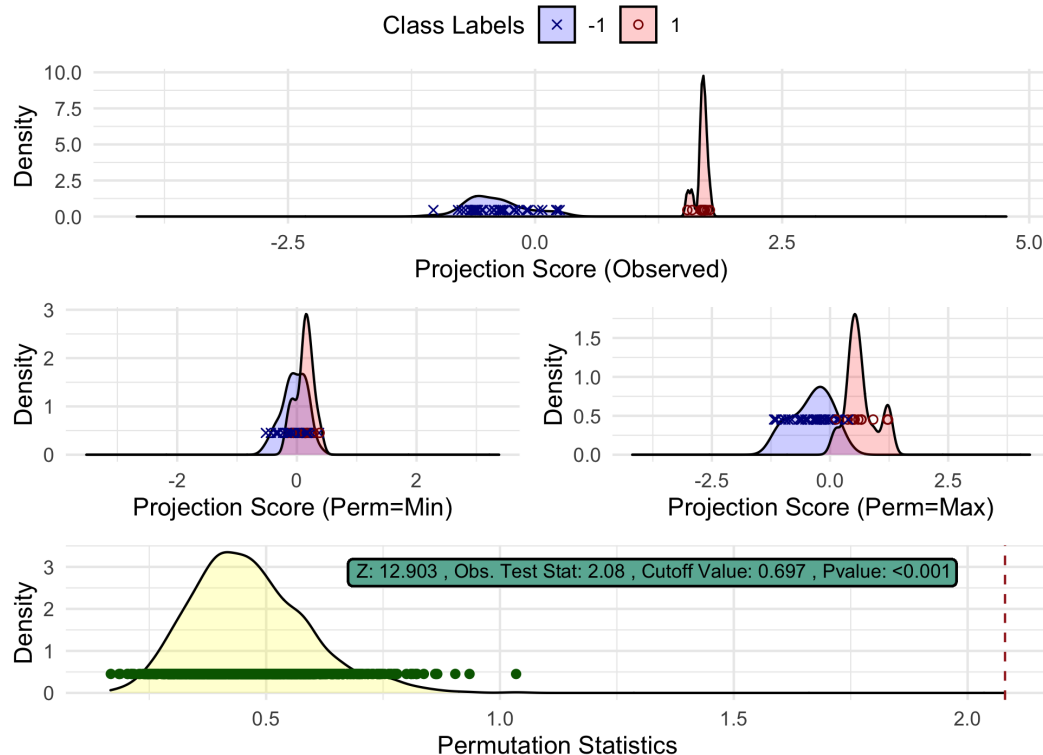 Class Labels -1 1
10.0
7.5
5.0
2.5
0.0
Density
-2.5 0.0 2.5 5.0
Projection Score (Observed)
3
2
1
0
Density
-2 0 2
Projection Score (Perm=Min)
1.5
1.0
0.5
0.0
Density
-2.5 0.0 2.5
Projection Score (Perm=Max)
3
2
1
0
Density
Z: 12.903 , Obs. Test Stat: 2.08 , Cutoff Value: 0.697 , Pvalue: <0.001
0.5 1.0 1.5 2.0
Permutation Statistics